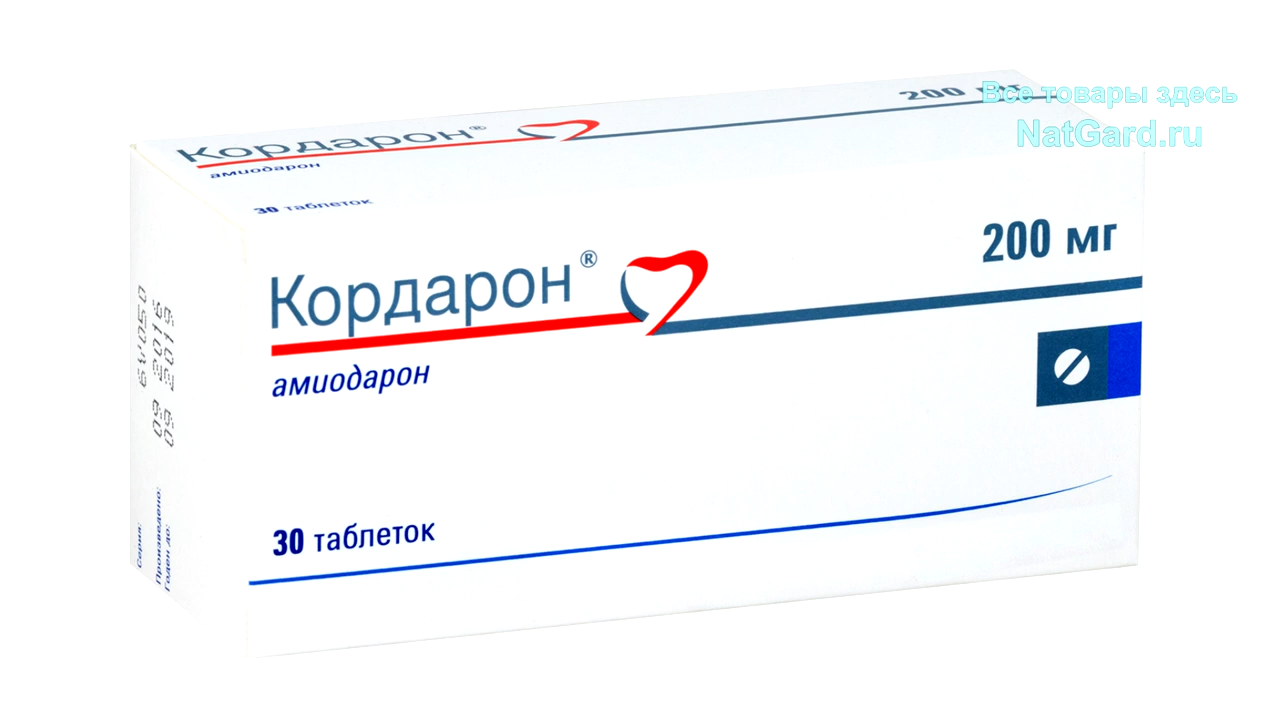 Все товары здесь
NatGard.ru
Кордарон®
200 мг
амиодарон
30 таблеток
Кордарон®
200 мг
амиодарон
30 таблеток
Серия:
Произведено:
Годен до: